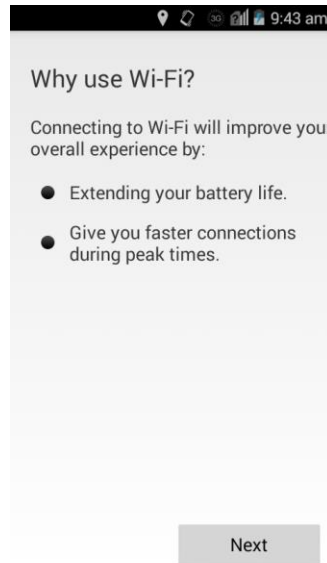 9:43 am
Why use Wi-Fi?
Connecting to Wi-Fi will improve you
overall experience by:
Extending your battery life.
Give you faster connections
during peak times.
Next